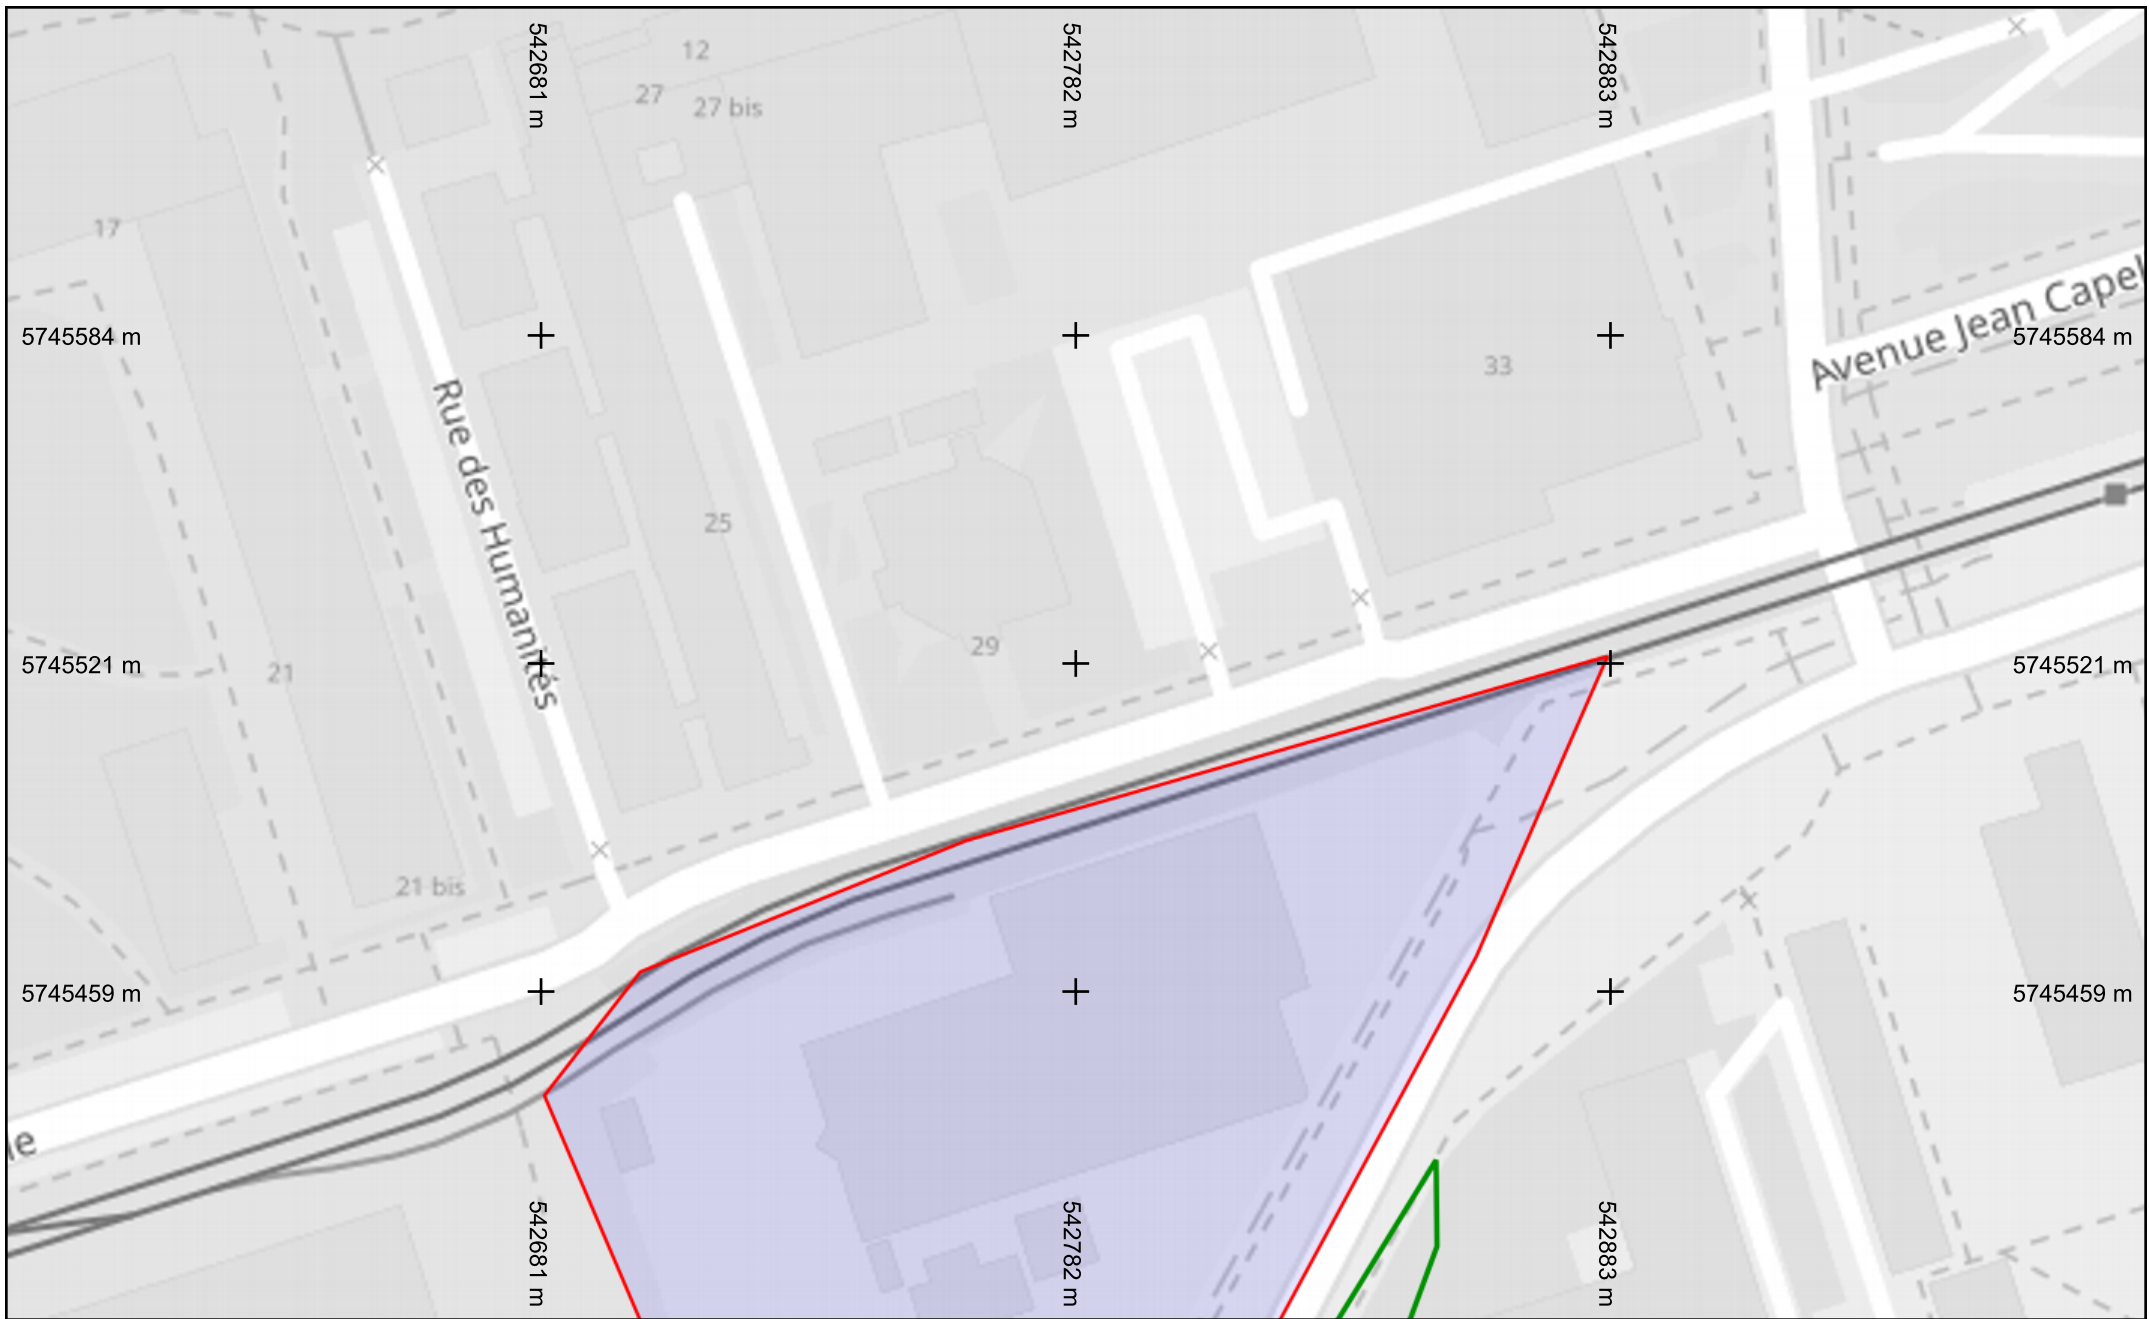 542681 m
542782 m
542883 m
12
27
27 bis
17
Avenue Jean Capel
5745584 m
5745584 m
33
Rue des Humanités
25
29
5745521 m
5745521 m
21
21 bis
5745459 m
5745459 m
le
542681 m
542782 m
542883 m